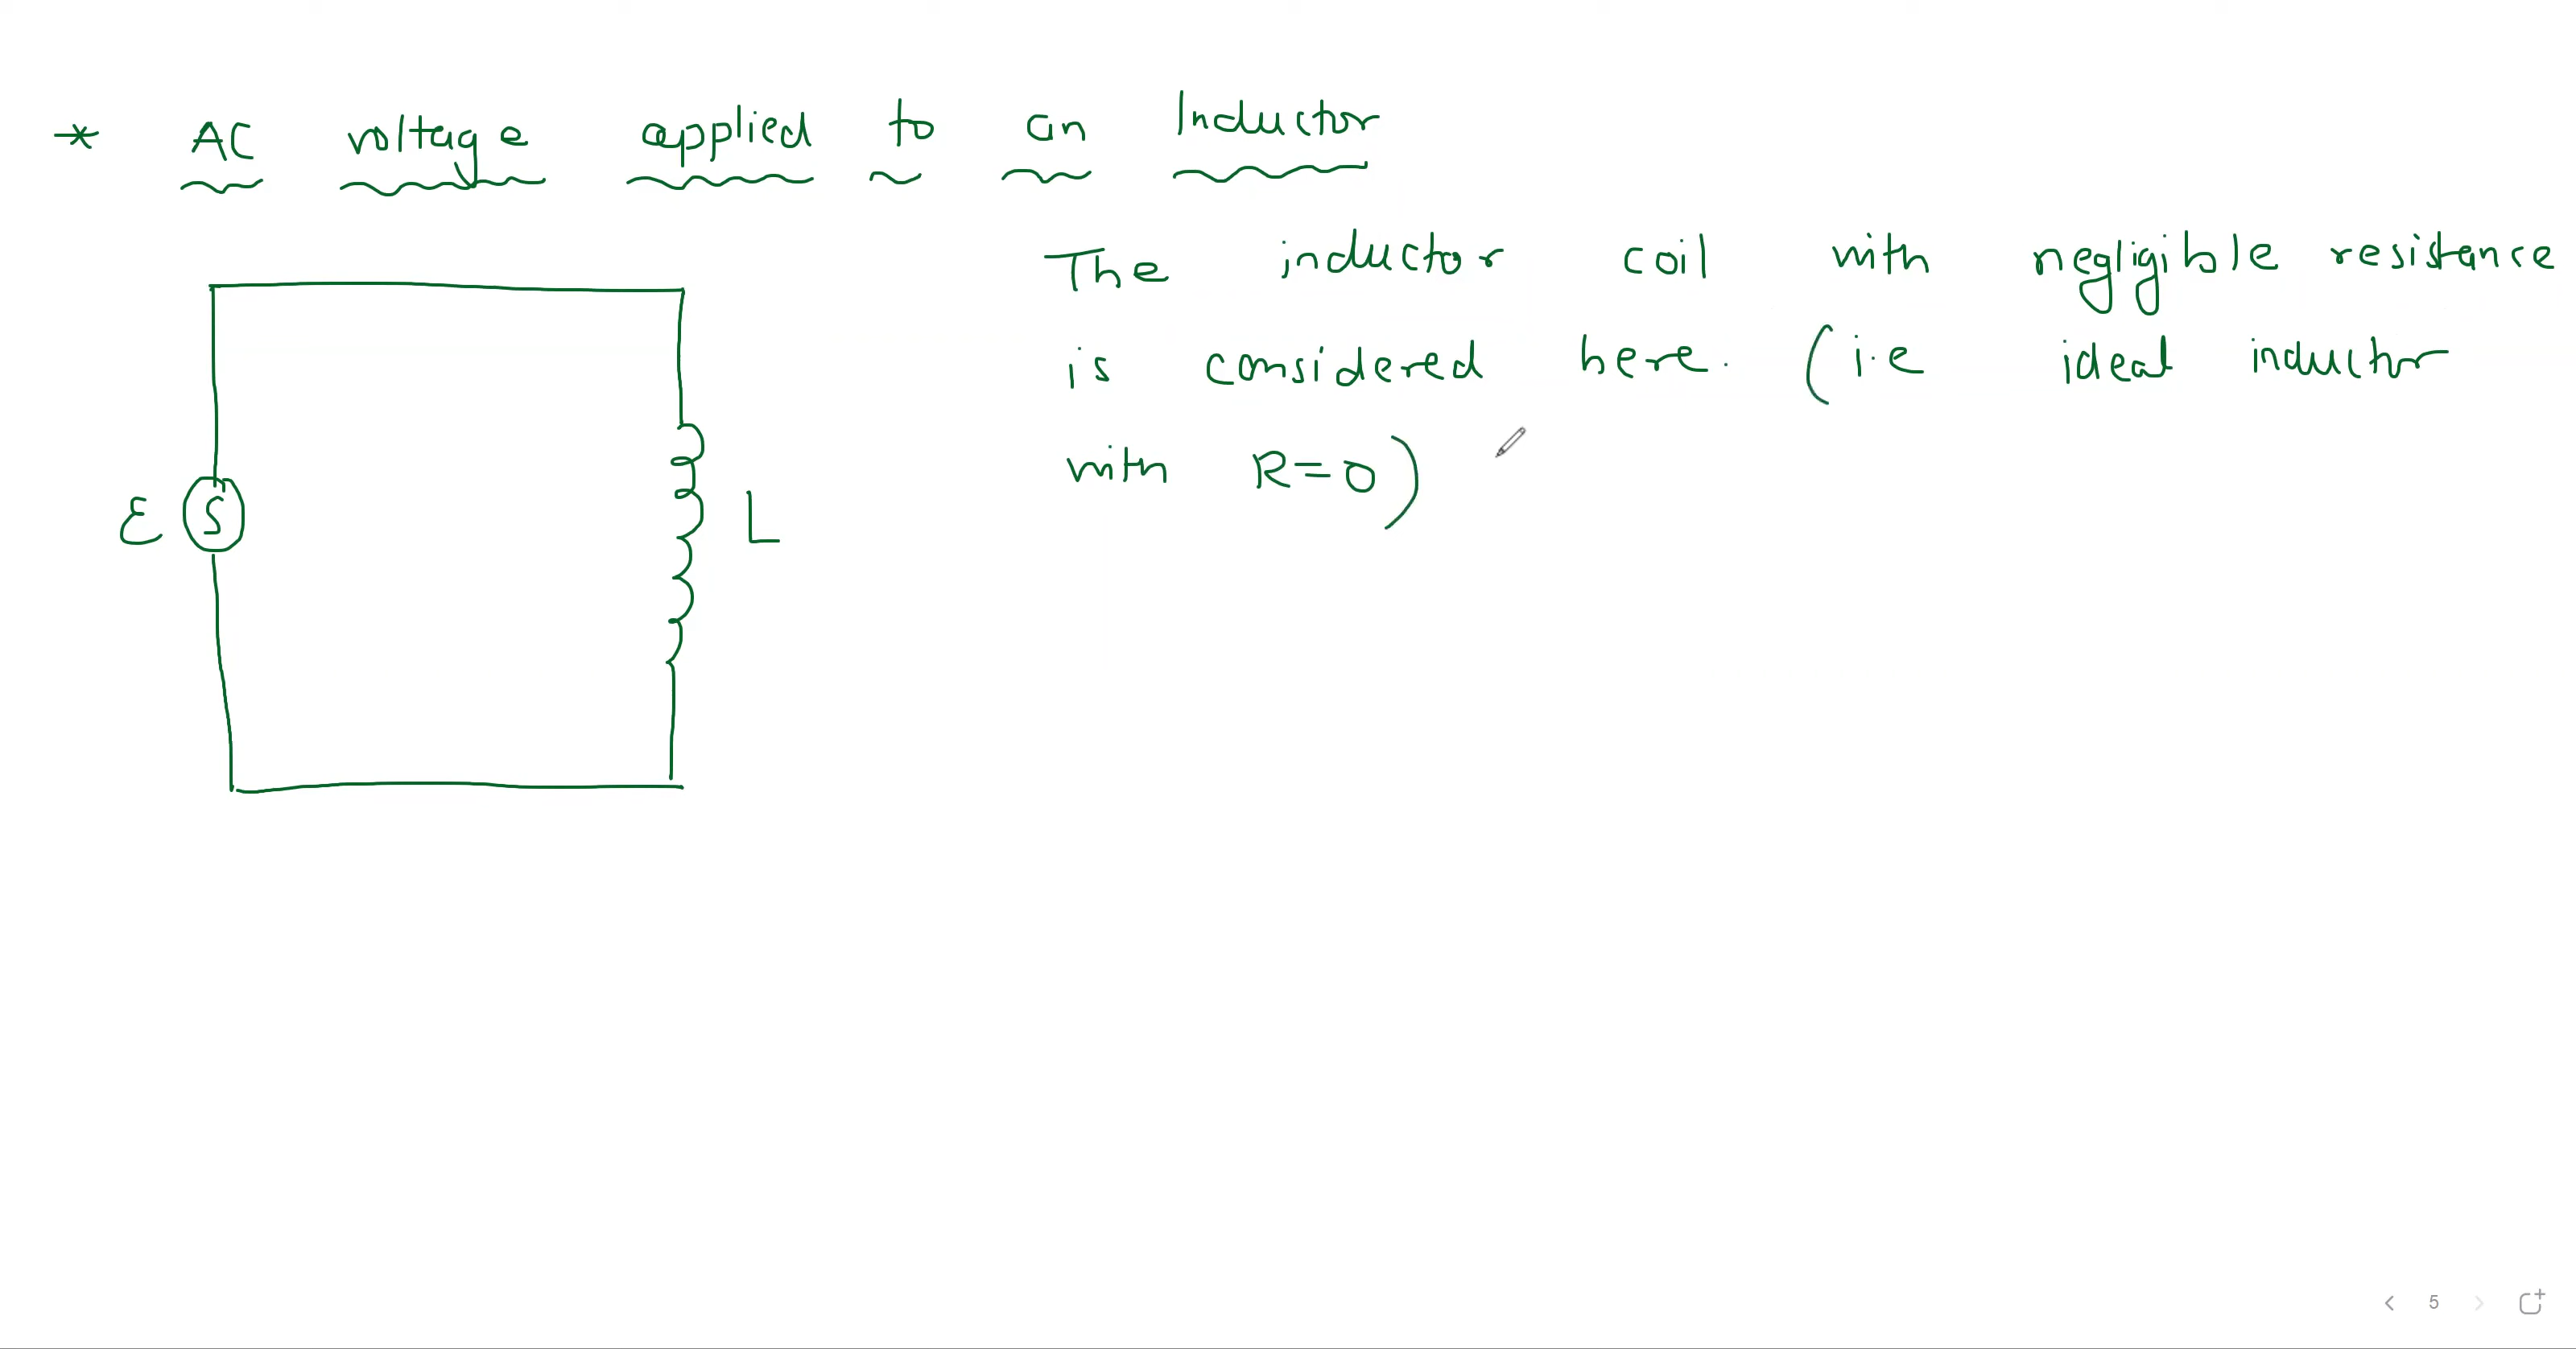 * AC voltage applied to an Inductor
The inductor coil with negligible resistance
is considered here. (i.e ideal inductor
with R=0)
ε S L
5